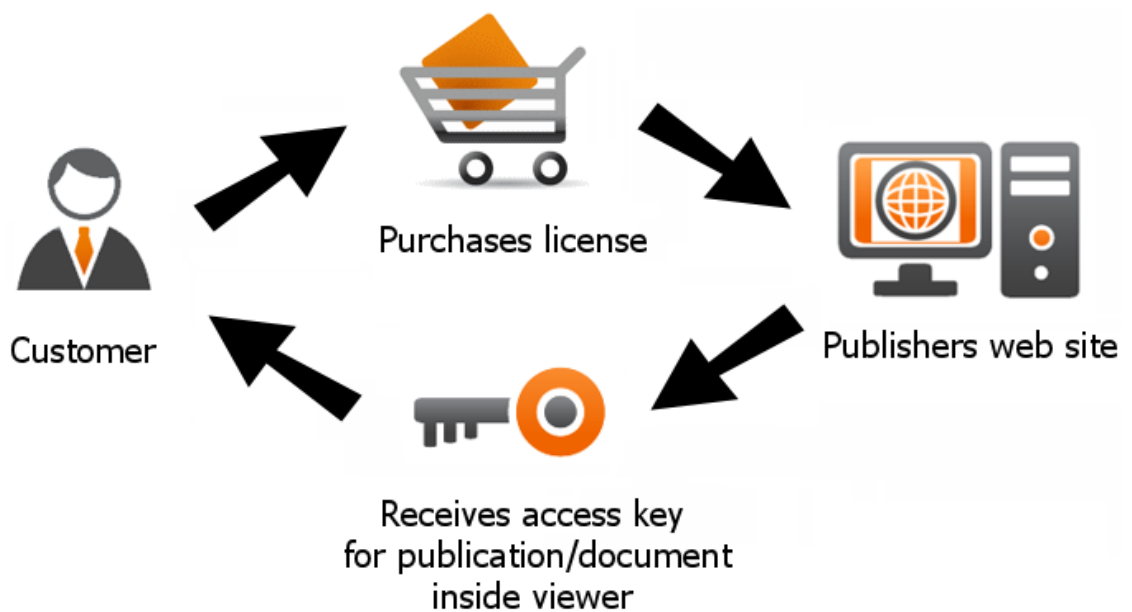 Purchases license
Customer
Publishers web site
Receives access key
for publication/document
inside viewer